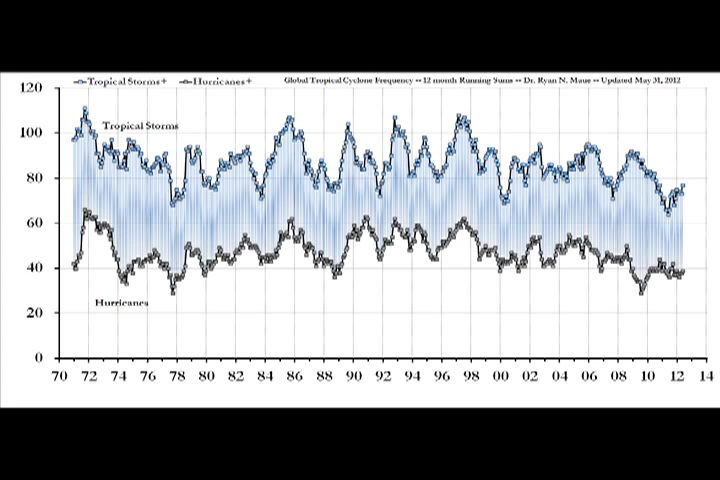 Tropical Storms+ Hurricanes+ Global Tropical Cyclone Frequency -- 12 month Running Sums -- Dr. Ryan N. Maue -- Updated May 31, 2012
120
Tropical Storms
100
80
60
40
Hurricanes
20
0
70 72 74 76 78 80 82 84 86 88 90 92 94 96 98 00 02 04 06 08 10 12 14